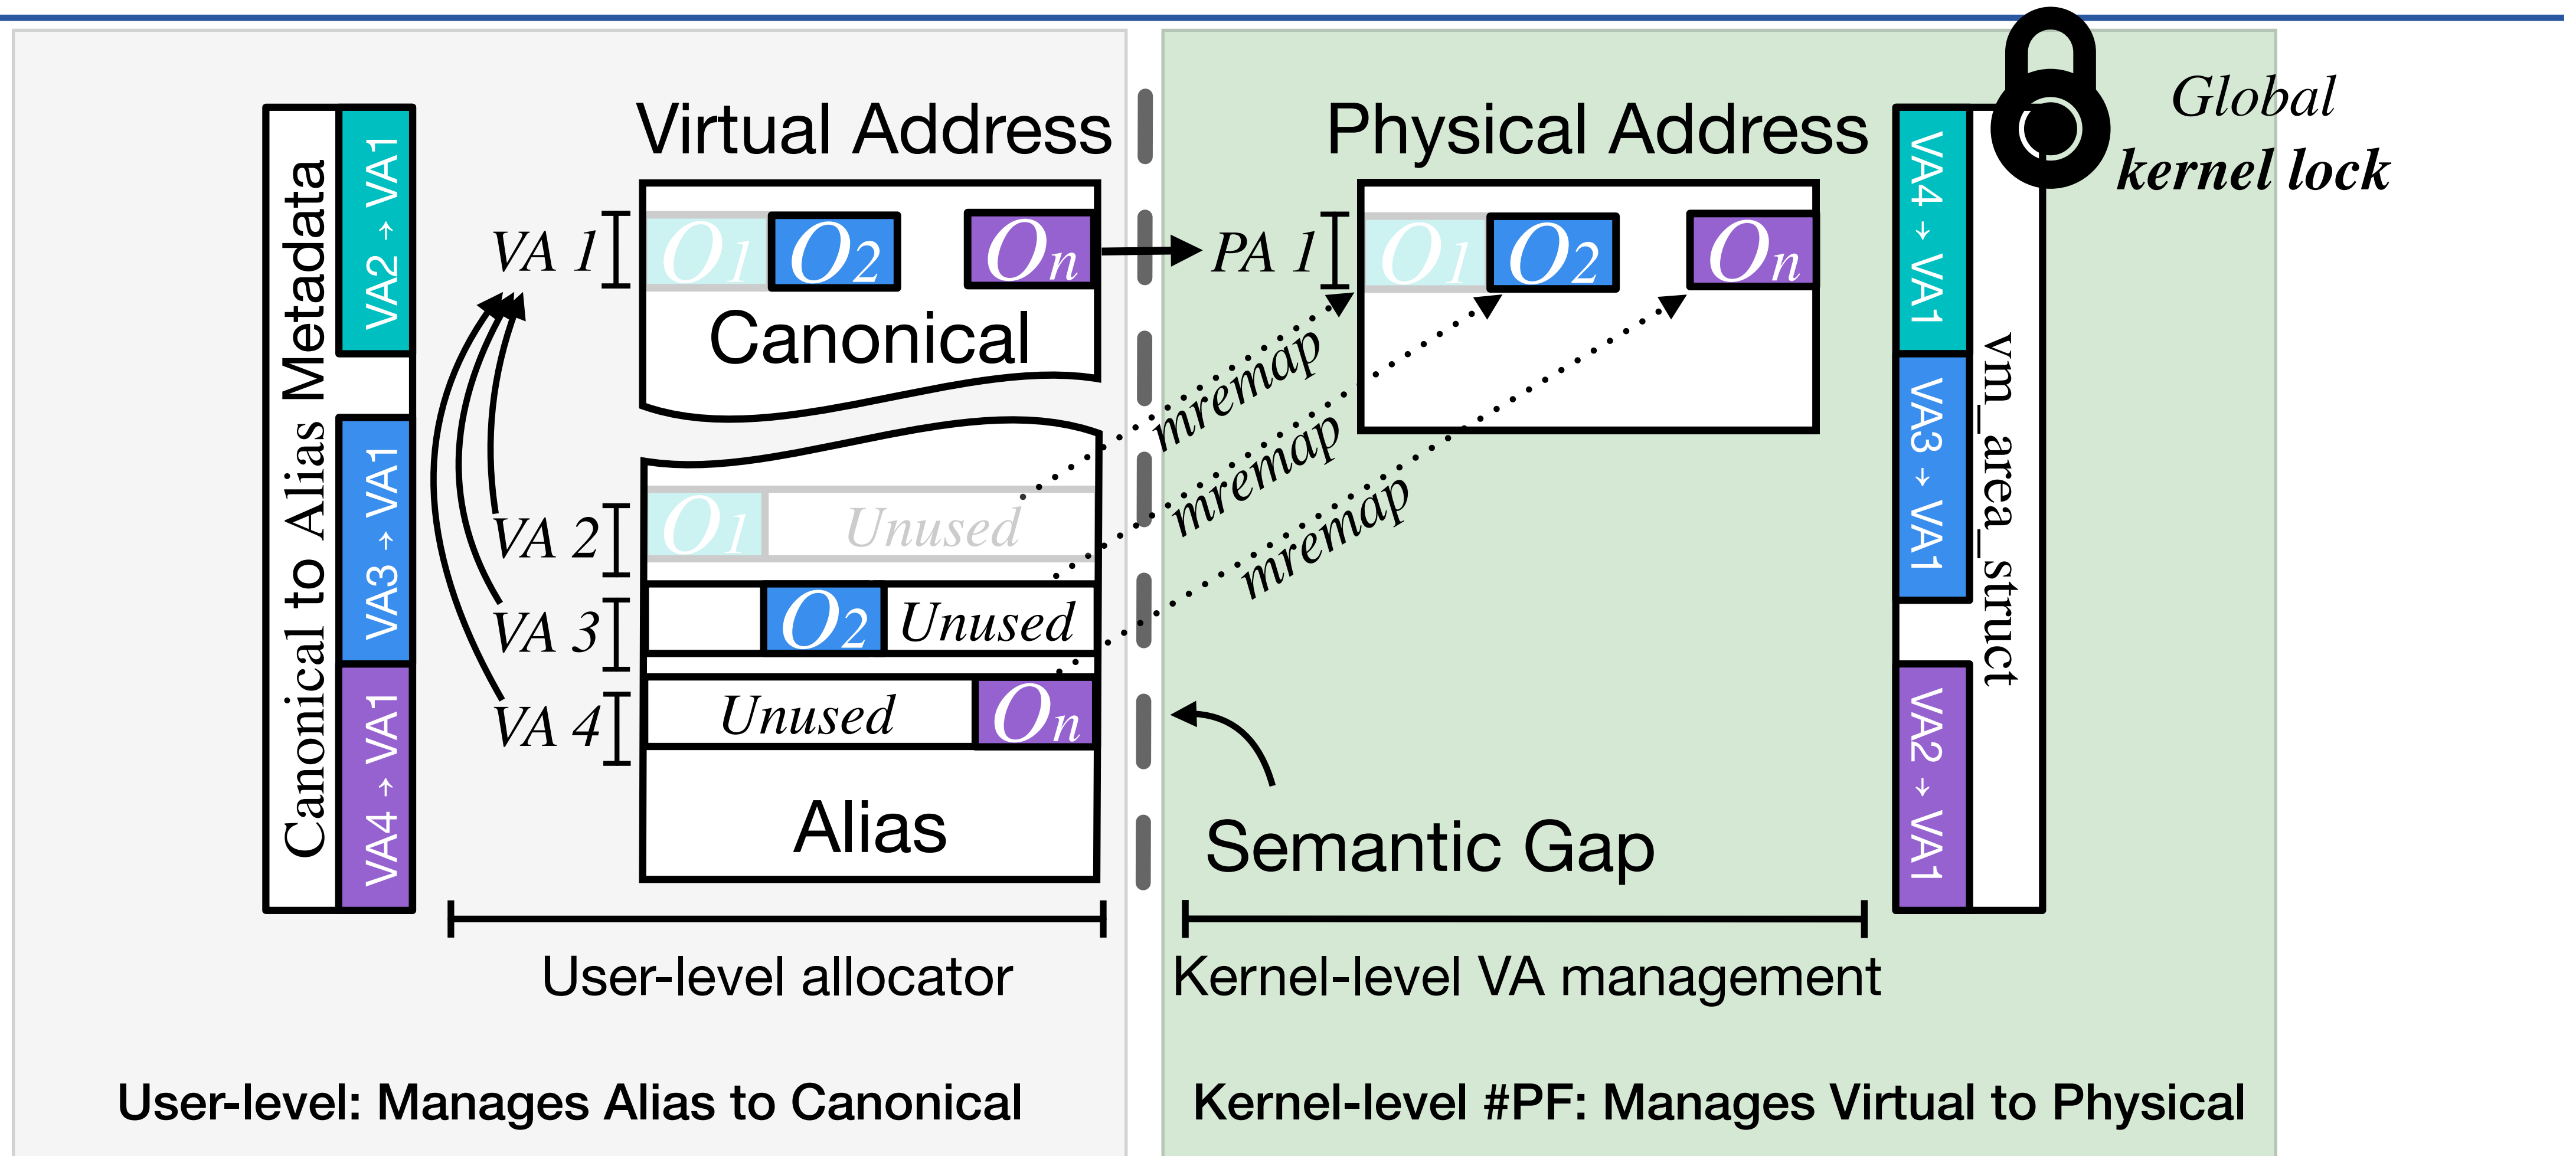 Canonical to Alias Metadata
VA2 → VA1
VA3 → VA1
VA4 → VA1
Virtual Address
VA 1
O1
O2
On
Canonical
VA 2
O1
Unused
VA 3
O2
Unused
VA 4
Unused
On
Alias
User-level allocator
User-level: Manages Alias to Canonical
Physical Address
PA 1
O1
O2
On
mremap
mremap
mremap
Semantic Gap
Kernel-level VA management
Kernel-level #PF: Manages Virtual to Physical
VA4 → VA1
VA3 → VA1
VA2 → VA1
vm_area_struct
Global
kernel lock